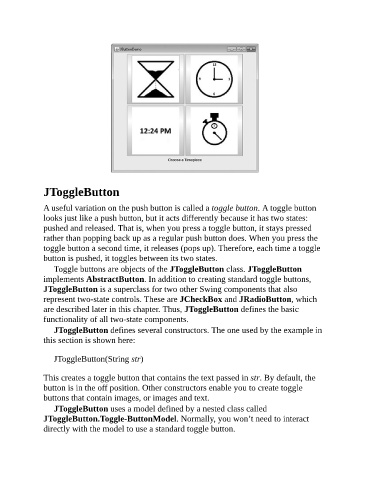 12:24 PM
Choose a Timepiece
JToggleButton
A useful variation on the push button is called a toggle button. A toggle button
looks just like a push button, but it acts differently because it has two states:
pushed and released. That is, when you press a toggle button, it stays pressed
rather than popping back up as a regular push button does. When you press the
toggle button a second time, it releases (pops up). Therefore, each time a toggle
button is pushed, it toggles between its two states.
Toggle buttons are objects of the JToggleButton class. JToggleButton
implements AbstractButton. In addition to creating standard toggle buttons,
JToggleButton is a superclass for two other Swing components that also
represent two-state controls. These are JCheckBox and JRadioButton, which
are described later in this chapter. Thus, JToggleButton defines the basic
functionality of all two-state components.
JToggleButton defines several constructors. The one used by the example in
this section is shown here:
JToggleButton(String str)
This creates a toggle button that contains the text passed in str. By default, the
button is in the off position. Other constructors enable you to create toggle
buttons that contain images, or images and text.
JToggleButton uses a model defined by a nested class called
JToggleButton.Toggle-ButtonModel. Normally, you won't need to interact
directly with the model to use a standard toggle button.